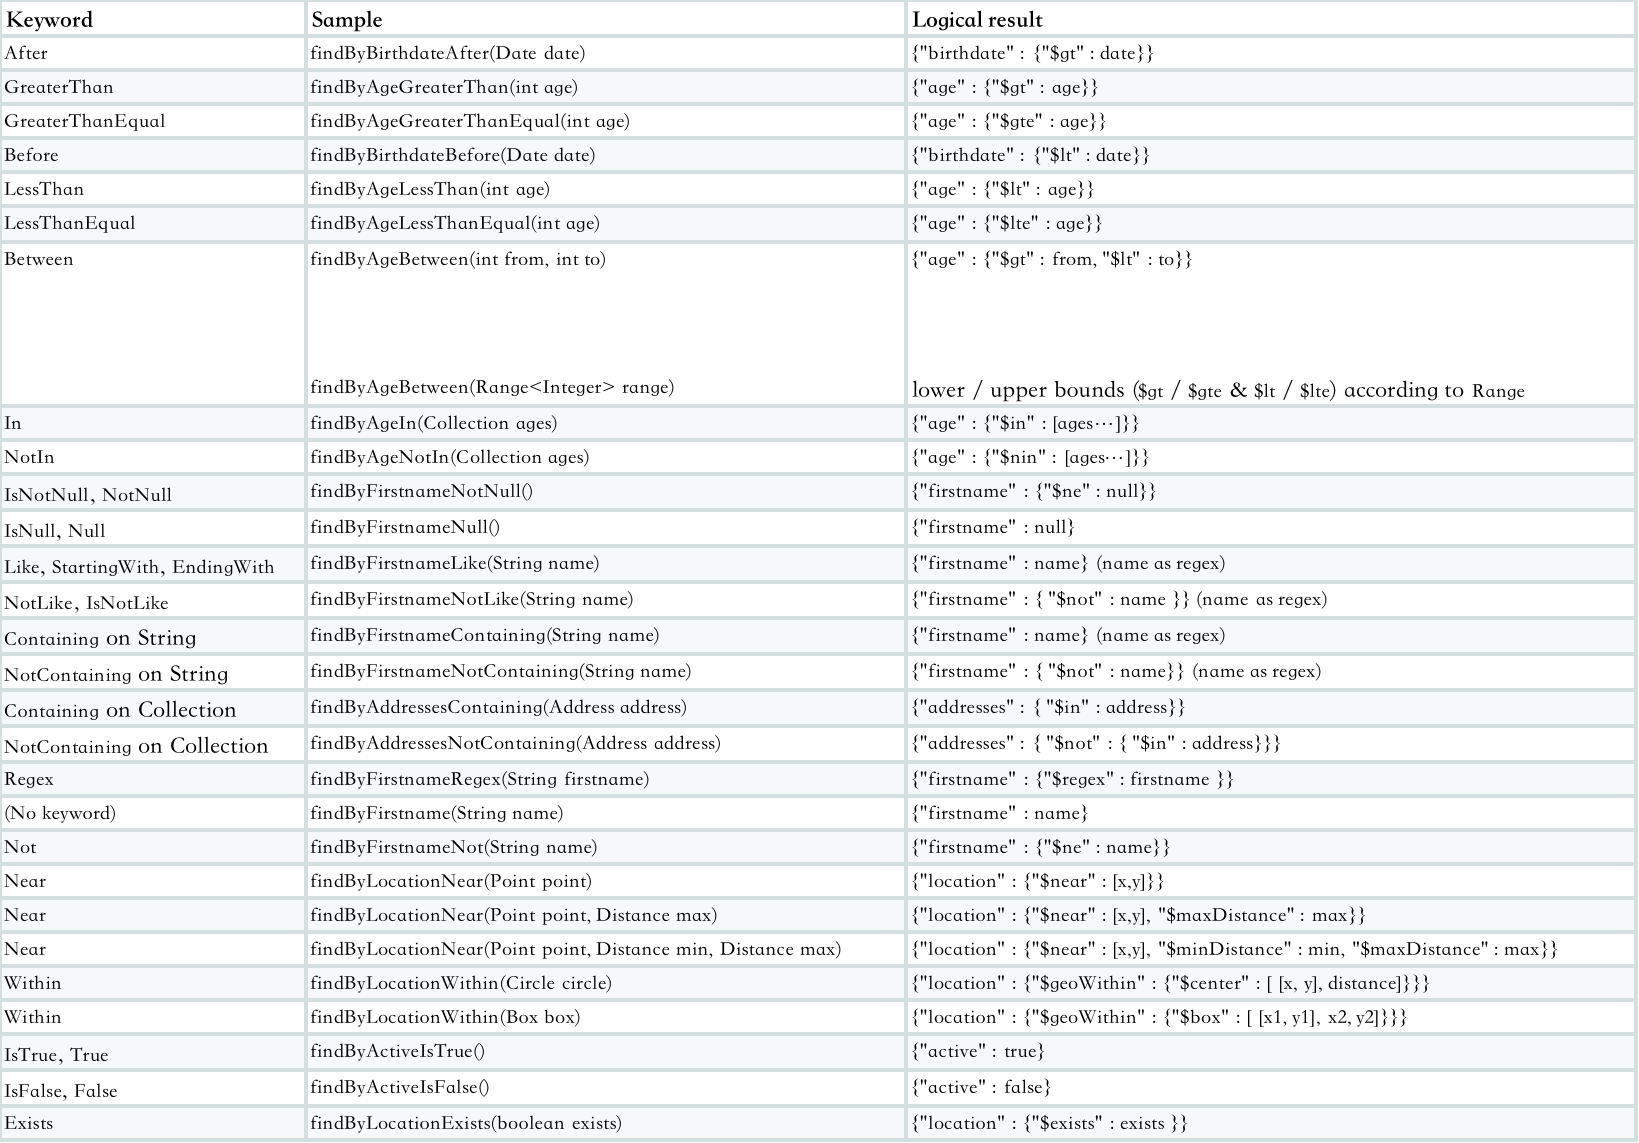 Keyword Sample Logical result
After findByBirthdateAfter(Date date) {"birthdate" : {"$gt" : date}}
GreaterThan findByAgeGreaterThan(int age) {"age" : {"$gt" : age}}
GreaterThanEqual findByAgeGreaterThanEqual(int age) {"age" : {"$gte" : age}}
Before findByBirthdateBefore(Date date) {"birthdate" : {"$lt" : date}}
LessThan findByAgeLessThan(int age) {"age" : {"$lt" : age}}
LessThanEqual findByAgeLessThanEqual(int age) {"age" : {"$lte" : age}}
Between findByAgeBetween(int from, int to) {"age" : {"$gt" : from, "$lt" : to}}
findByAgeBetween(Range<Integer> range) lower / upper bounds ($gt / $gte & $lt / $lte) according to Range
In findByAgeIn(Collection ages) {"age" : {"$in" : [ages⋯]}}
NotIn findByAgeNotIn(Collection ages) {"age" : {"$nin" : [ages⋯]}}
IsNotNull, NotNull findByFirstnameNotNull() {"firstname" : {"$ne" : null}}
IsNull, Null findByFirstnameNull() {"firstname" : null}
Like, StartingWith, EndingWith findByFirstnameLike(String name) {"firstname" : name} (name as regex)
NotLike, IsNotLike findByFirstnameNotLike(String name) {"firstname" : { "$not" : name }} (name as regex)
Containing on String findByFirstnameContaining(String name) {"firstname" : name} (name as regex)
NotContaining on String findByFirstnameNotContaining(String name) {"firstname" : { "$not" : name}} (name as regex)
Containing on Collection findByAddressesContaining(Address address) {"addresses" : { "$in" : address}}
NotContaining on Collection findByAddressesNotContaining(Address address) {"addresses" : { "$not" : { "$in" : address}}}
Regex findByFirstnameRegex(String firstname) {"firstname" : {"$regex" : firstname }}
(No keyword) findByFirstname(String name) {"firstname" : name}
Not findByFirstnameNot(String name) {"firstname" : {"$ne" : name}}
Near findByLocationNear(Point point) {"location" : {"$near" : [x,y]}}
Near findByLocationNear(Point point, Distance max) {"location" : {"$near" : [x,y], "$maxDistance" : max}}
Near findByLocationNear(Point point, Distance min, Distance max) {"location" : {"$near" : [x,y], "$minDistance" : min, "$maxDistance" : max}}
Within findByLocationWithin(Circle circle) {"location" : {"$geoWithin" : {"$center" : [ [x, y], distance]}}}
Within findByLocationWithin(Box box) {"location" : {"$geoWithin" : {"$box" : [ [x1, y1], x2, y2]}}}
IsTrue, True findByActiveIsTrue() {"active" : true}
IsFalse, False findByActiveIsFalse() {"active" : false}
Exists findByLocationExists(boolean exists) {"location" : {"$exists" : exists }}